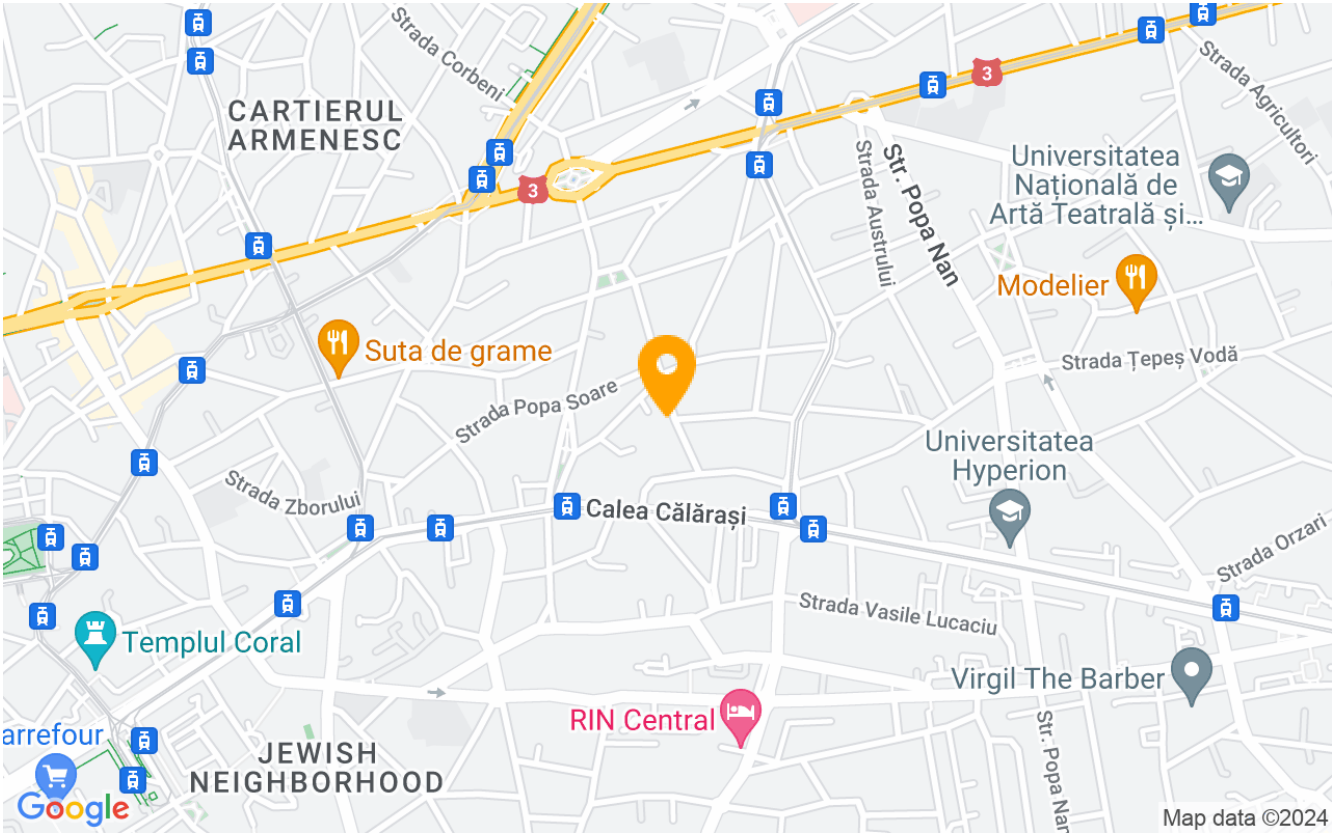 Strada Corbeni
3
Strada Agricultori
CARTIERUL
ARMENESC
Universitatea
Națională de
Artă Teatrală și...
Strada Austrului
Str. Popa Nan
3
Modelier
Suta de grame
Strada Țepeș Vodă
Strada Popa Soare
Universitatea
Hyperion
Strada Zborului
Calea Călărași
Strada Orzari
Strada Vasile Lucaciu
Templul Coral
Virgil The Barber
RIN Central
Str. Popa Nan
arrefour
JEWISH
NEIGHBORHOOD
Google
Map data ©2024